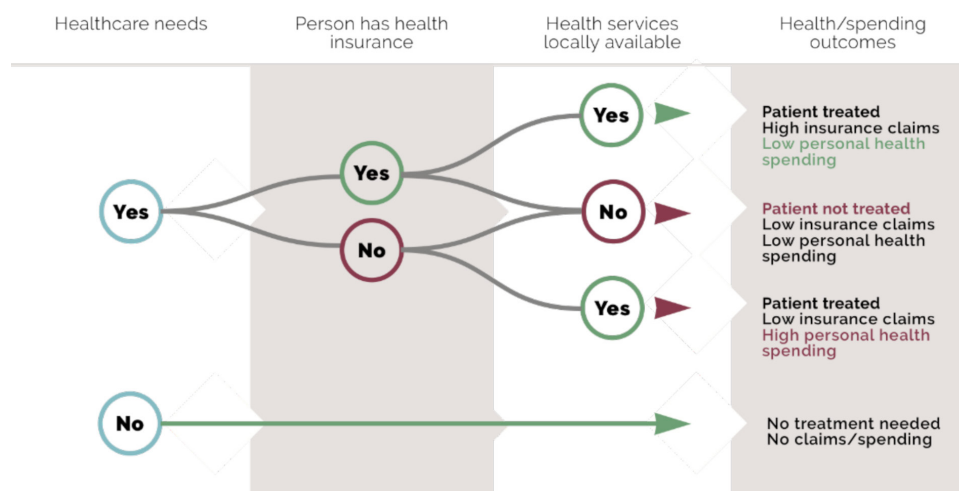 Healthcare needs
Person has health
insurance
Health services
locally available
Health/spending
outcomes
Yes
No
Yes
No
Yes
No
Yes
Patient treated
High insurance claims
Low personal health
spending
Patient not treated
Low insurance claims
Low personal health
spending
Patient treated
Low insurance claims
High personal health
spending
No treatment needed
No claims/spending